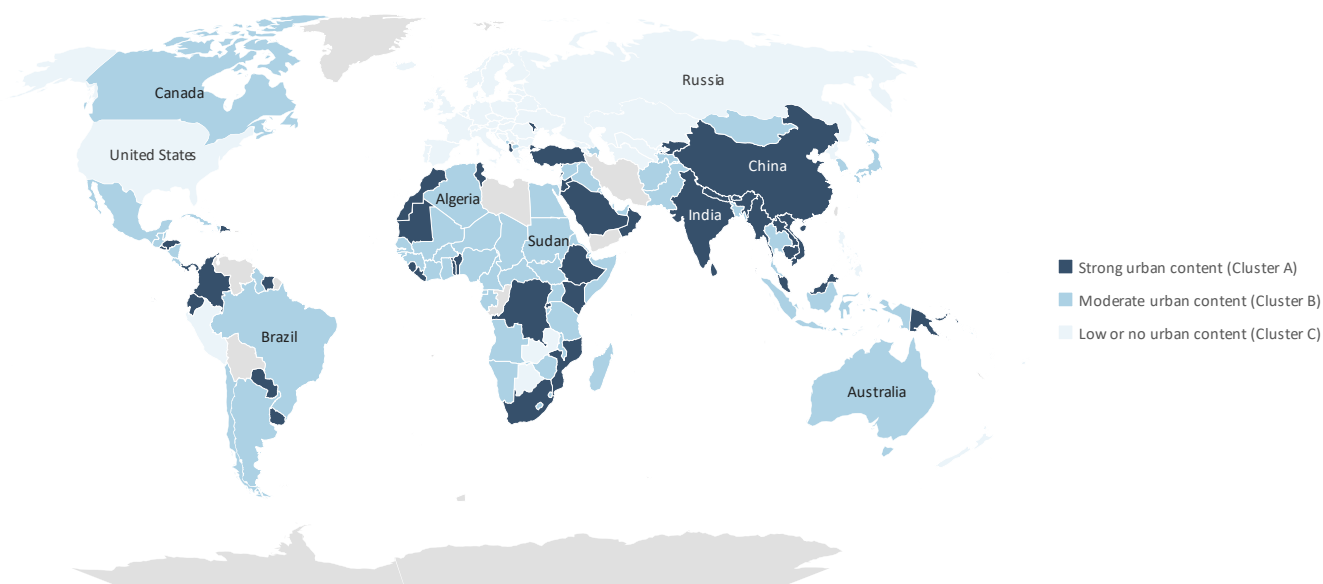 Russia
Canada
United States
China
Algeria
India
Sudan
Strong urban content (Cluster A)
Moderate urban content (Cluster B)
Low or no urban content (Cluster C)
Brazil
Australia